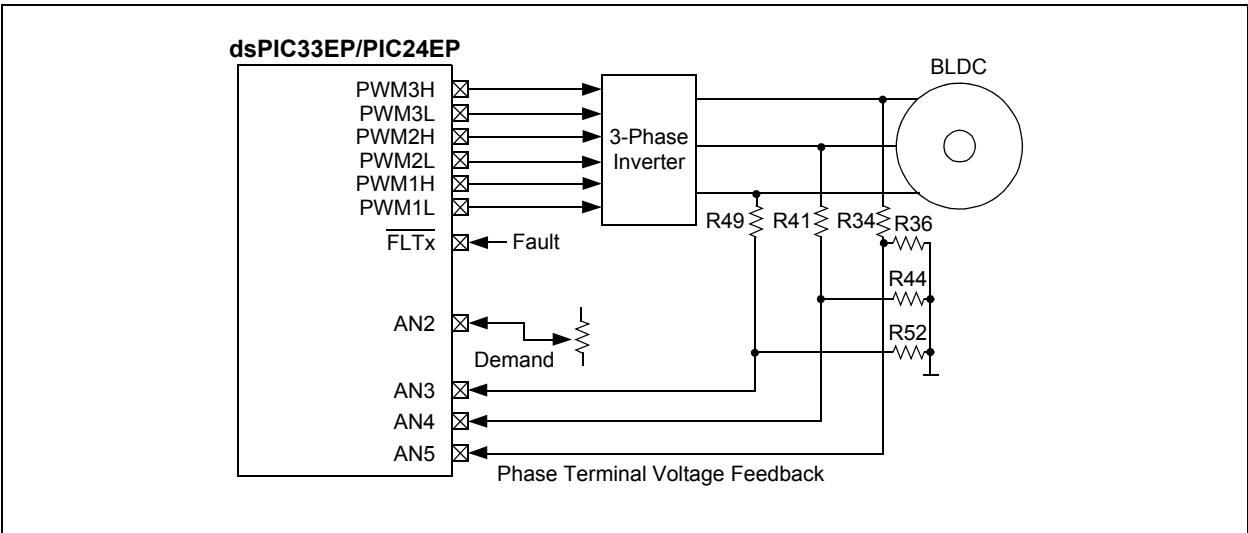 dsPIC33EP/PIC24EP
BLDC
PWM3H
PWM3L
PWM2H
PWM2L
PWM1H
PWM1L
3-Phase
Inverter
R49
R41
R34
R36
FLTx
Fault
R44
AN2
R52
Demand
AN3
AN4
AN5
Phase Terminal Voltage Feedback